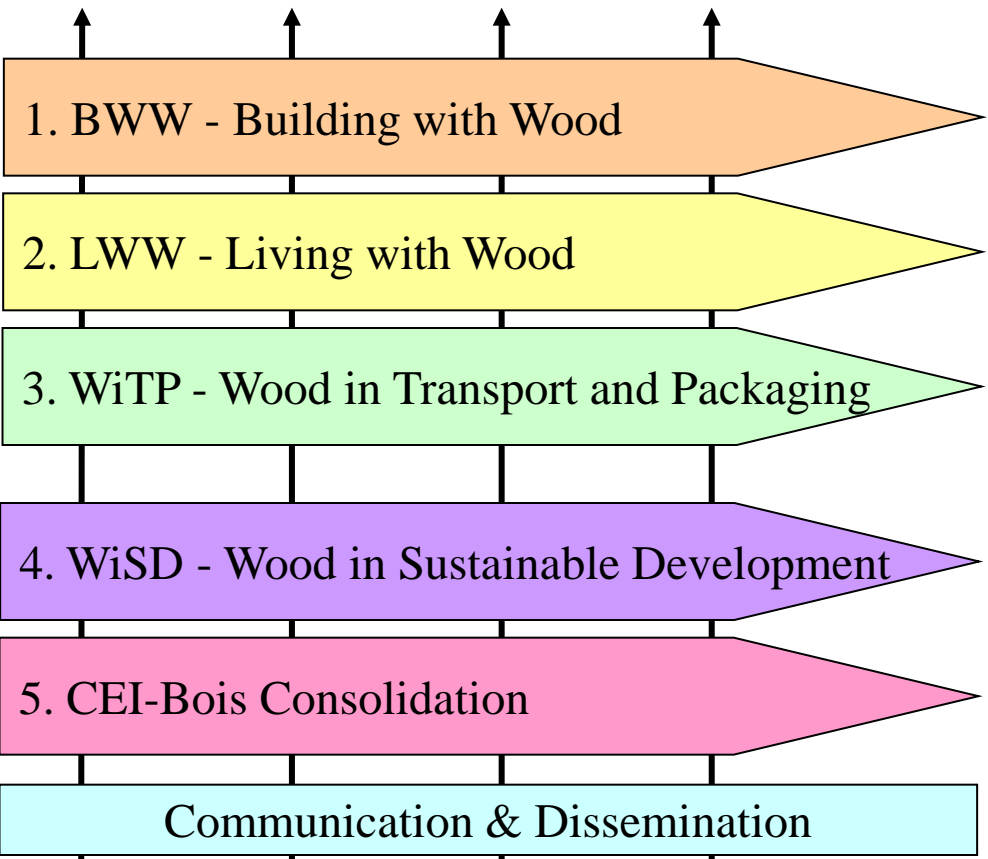 1. BWW - Building with Wood
2. LWW - Living with Wood
3. WiTP - Wood in Transport and Packaging
4. WiSD - Wood in Sustainable Development
5. CEI-Bois Consolidation
Communication & Dissemination